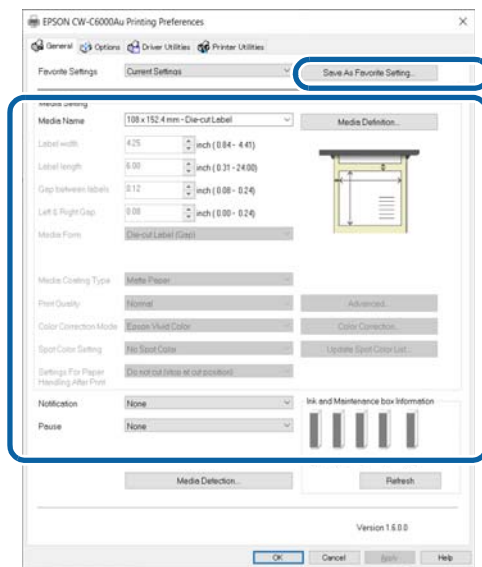 EPSON CW-C6000Au Printing Preferences
General Options Driver Utilities Printer Utilities
Favorite Settings Current Settings Save As Favorite Setting...
Media Setting
Media Name 108 x 152.4 mm - Die-cut Label Media Definition...
Label width 4.25 inch ( 0.84 - 4.41)
Label length 6.00 inch ( 0.31 - 24.00)
Gap between labels 0.12 inch ( 0.08 - 0.24)
Left & Right Gap 0.08 inch ( 0.00 - 0.24)
Media Form Die-cut Label (Gap)
Media Coating Type Matte Paper
Print Quality Normal Advanced...
Color Correction Mode Epson Vivid Color Color Correction...
Spot Color Setting No Spot Color Update Spot Color List...
Settings For Paper Handling After Print Do not cut (stop at cut position)
Notification None Ink and Maintenance box Information
Pause None
Media Detection... Refresh
Version 1.6.0.0
OK Cancel Apply Help